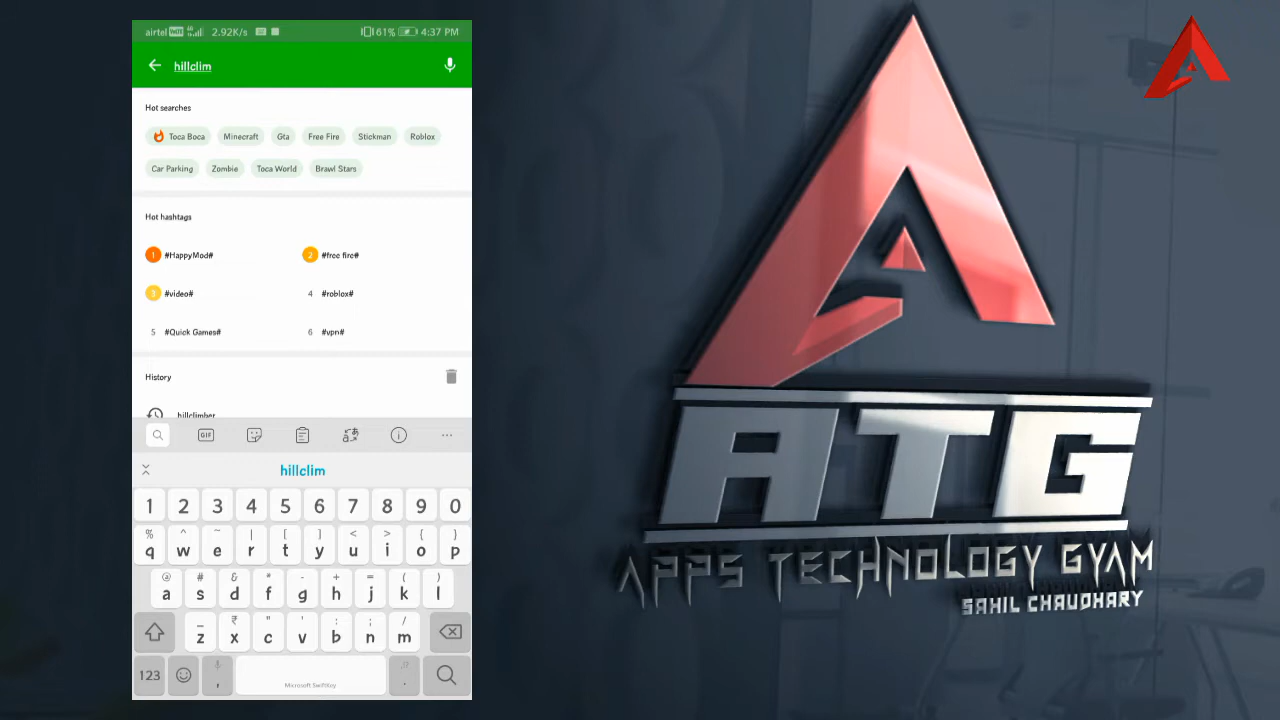 airtel 2.92K/s 61% 4:37 PM
hillclim
Hot searches
Toca Boca Minecraft Gta Free Fire Stickman Roblox
Car Parking Zombie Toca World Brawl Stars
Hot hashtags
1 #HappyMod# 2 #free fire#
3 #video# 4 #roblox#
5 #Quick Games# 6 #vpn#
History
hillclimber
GIF
hillclim
1 2 3 4 5 6 7 8 9 0
% ^ ~ | [ ] < > { }
q w e r t y u i o p
@ # & * - + = ( )
a s d f g h j k l
_ ₹ " ' : ; /
z x c v b n m
123 , . !?
Microsoft SwiftKey
ATG
APPS TECHNOLOGY GYAM
SAHIL CHAUDHARY